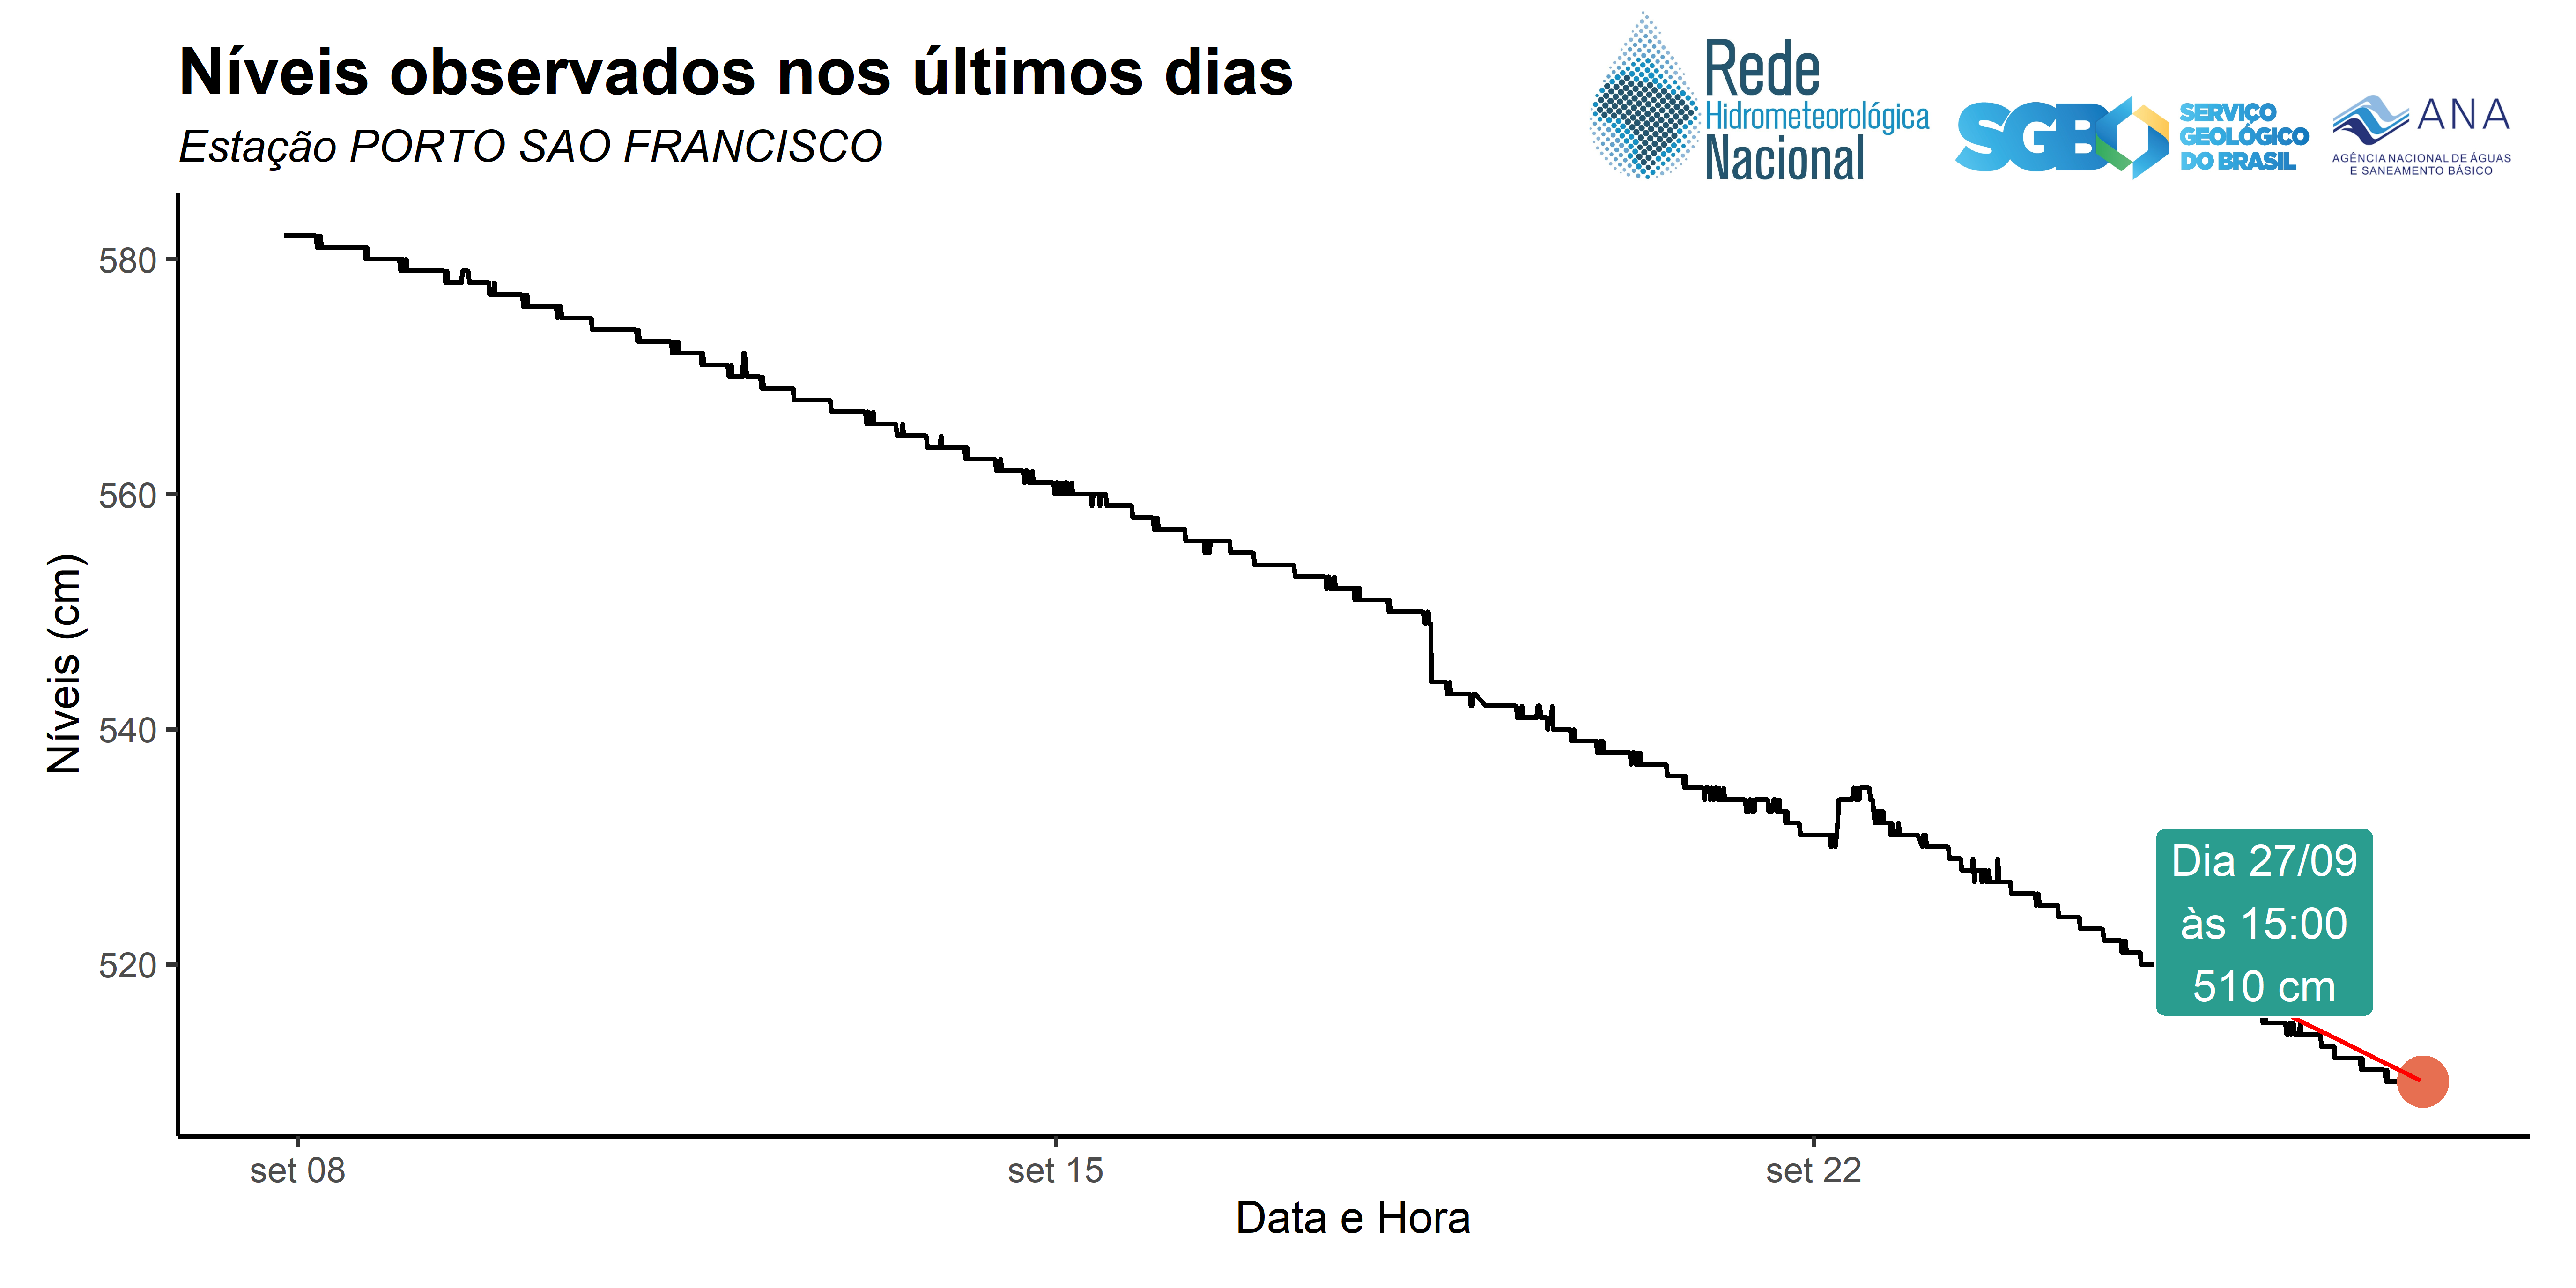 Níveis observados nos últimos dias
Estação PORTO SAO FRANCISCO
Rede
Hidrometeorológica
Nacional
SGB
SERVIÇO
GEOLÓGICO
DO BRASIL
ANA
AGÊNCIA NACIONAL DE ÁGUAS
E SANEAMENTO BÁSICO
Níveis (cm)
580
560
540
520
Dia 27/09
às 15:00
510 cm
set 08
set 15
set 22
Data e Hora